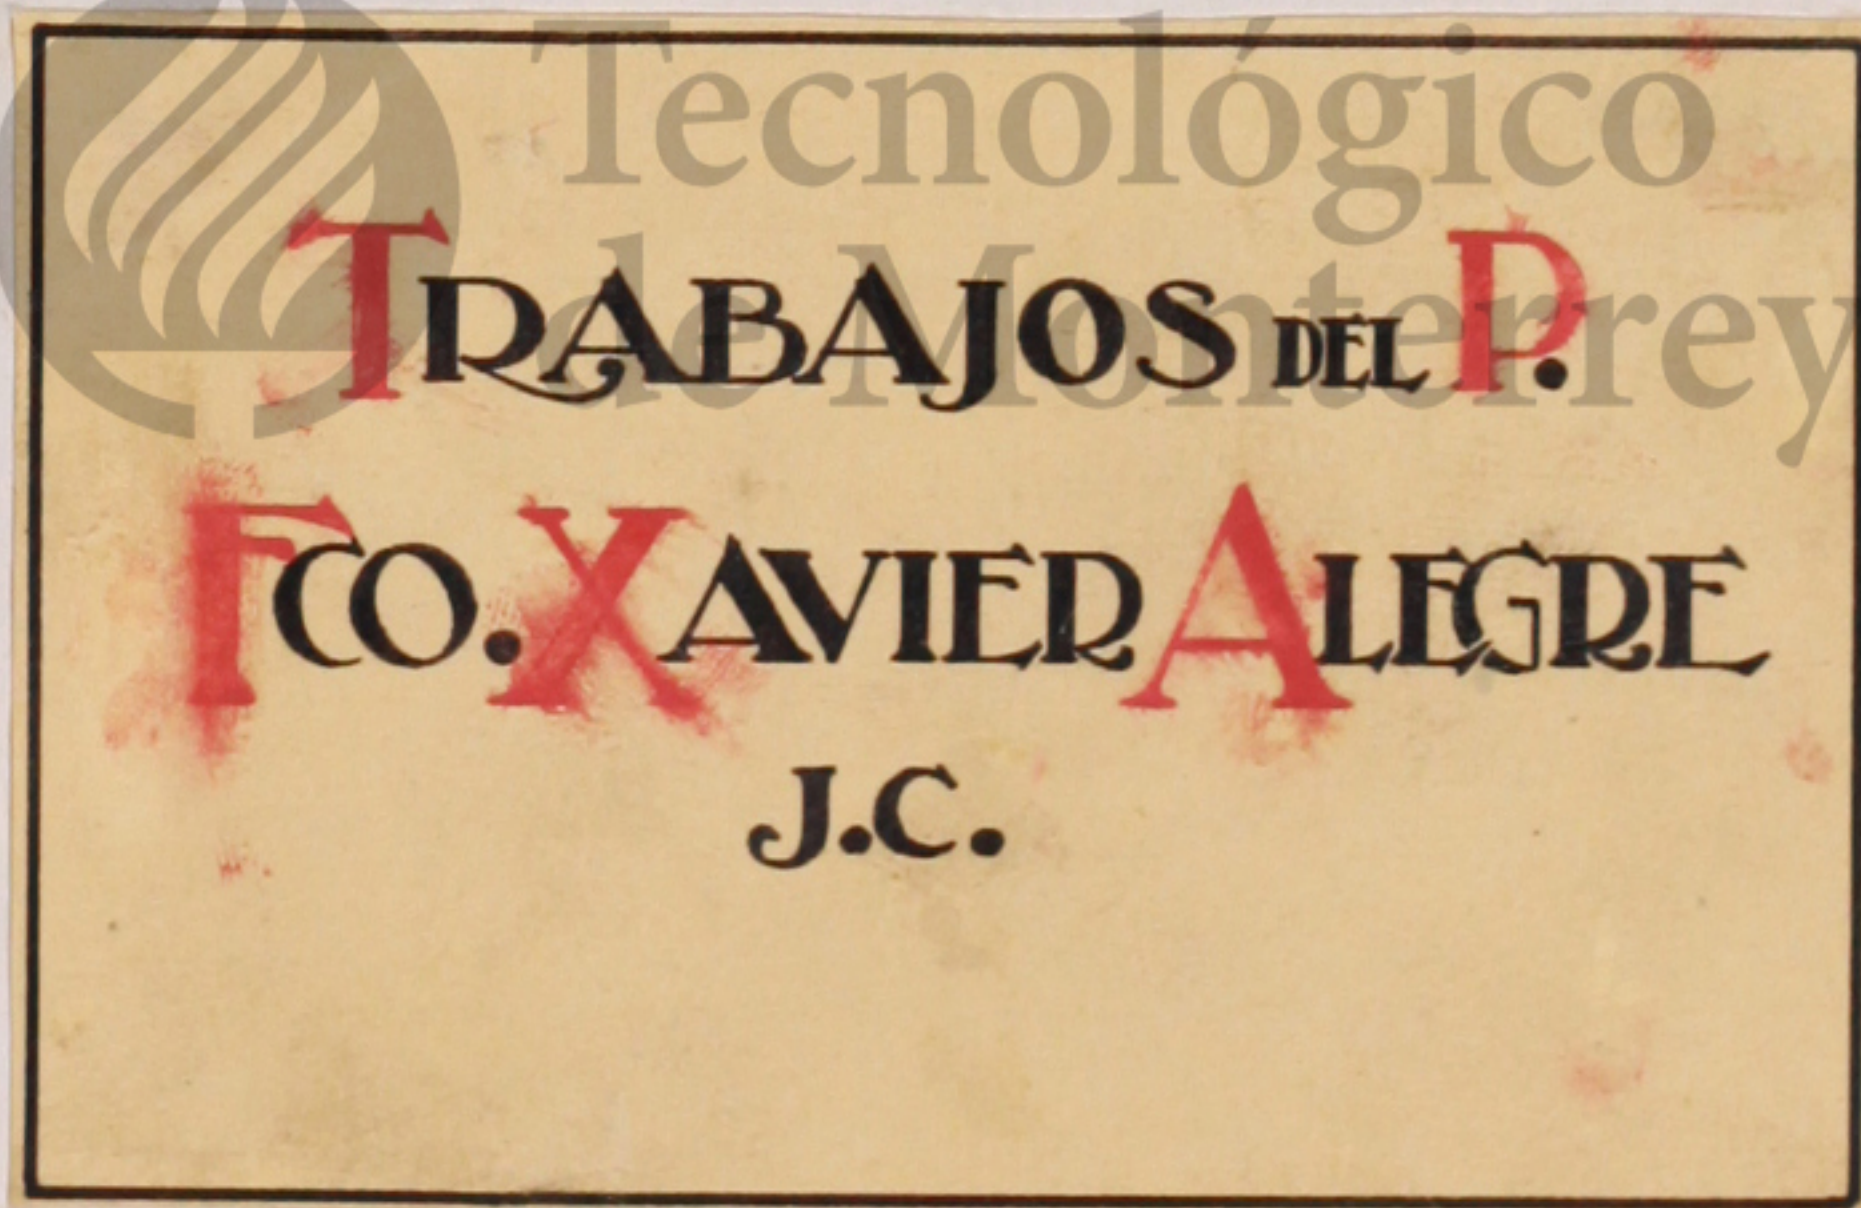 Tecnológico
de Monterrey
TRABAJOS DEL P.
FCO. XAVIER ALEGRE
J.C.